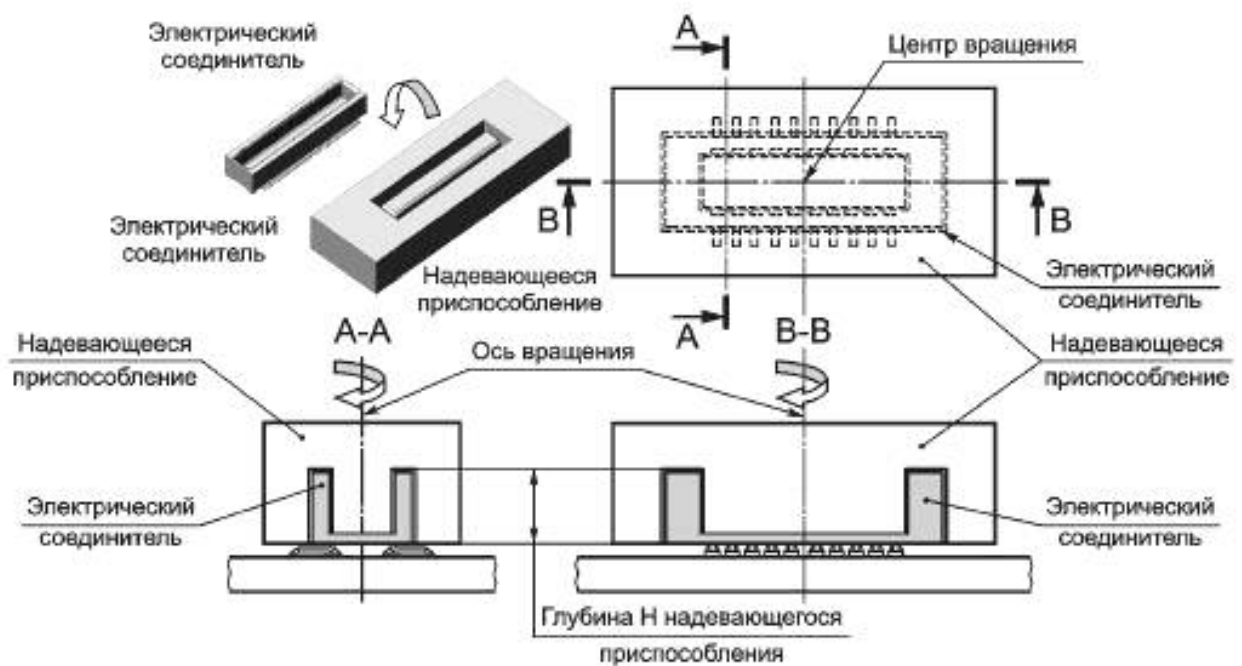 Электрический
соединитель
Электрический
соединитель
Надевающееся
приспособление
A
Центр вращения
B
B
A
Электрический
соединитель
Надевающееся
приспособление
A-A
Ось вращения
B-B
Надевающееся
приспособление
Электрический
соединитель
Электрический
соединитель
Глубина H надевающегося
приспособления